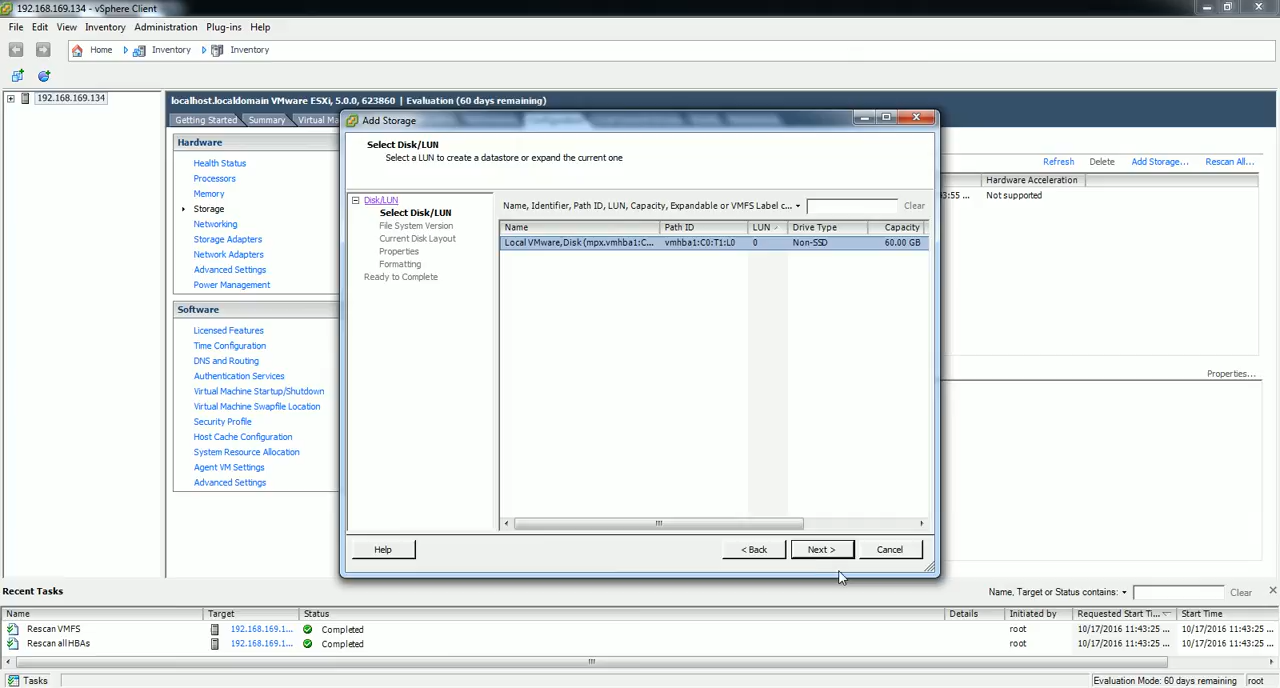 192.168.169.134 - vSphere Client
File Edit View Inventory Administration Plug-ins Help
Home Inventory Inventory
192.168.169.134
localhost.localdomain VMware ESXi, 5.0.0, 623860 | Evaluation (60 days remaining)
Getting Started Summary Virtual Ma
Hardware
Health Status
Processors
Memory
Storage
Networking
Storage Adapters
Network Adapters
Advanced Settings
Power Management
Software
Licensed Features
Time Configuration
DNS and Routing
Authentication Services
Virtual Machine Startup/Shutdown
Virtual Machine Swapfile Location
Security Profile
Host Cache Configuration
System Resource Allocation
Agent VM Settings
Advanced Settings
Add Storage
Select Disk/LUN
Select a LUN to create a datastore or expand the current one
Disk/LUN
Select Disk/LUN
File System Version
Current Disk Layout
Properties
Formatting
Ready to Complete
Name, Identifier, Path ID, LUN, Capacity, Expandable or VMFS Label c... Clear
Name Path ID LUN Drive Type Capacity
Local VMware,Disk (mpx.vmhba1:C... vmhba1:C0:T1:L0 0 Non-SSD 60.00 GB
Help < Back Next > Cancel
Refresh Delete Add Storage... Rescan All...
Hardware Acceleration
3:55 ... Not supported
Properties...
Recent Tasks Name, Target or Status contains: Clear
Name Target Status Details Initiated by Requested Start Ti... Start Time
Rescan VMFS 192.168.169.1... Completed root 10/17/2016 11:43:25 ... 10/17/2016 11:43:25 ...
Rescan all HBAs 192.168.169.1... Completed root 10/17/2016 11:43:25 ... 10/17/2016 11:43:25 ...
Tasks Evaluation Mode: 60 days remaining root